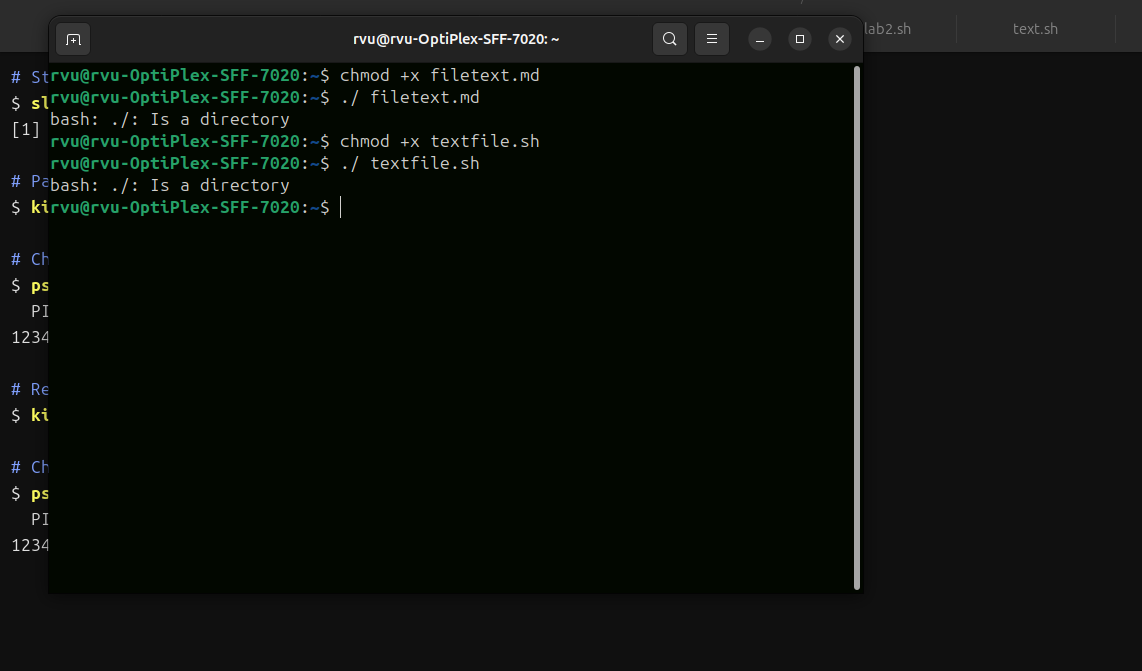 rvu@rvu-OptiPlex-SFF-7020: ~
lab2.sh
text.sh
rvu@rvu-OptiPlex-SFF-7020:~$ chmod +x filetext.md
rvu@rvu-OptiPlex-SFF-7020:~$ ./ filetext.md
bash: ./: Is a directory
rvu@rvu-OptiPlex-SFF-7020:~$ chmod +x textfile.sh
rvu@rvu-OptiPlex-SFF-7020:~$ ./ textfile.sh
bash: ./: Is a directory
rvu@rvu-OptiPlex-SFF-7020:~$
# St
$ sl
[1]
# Pa
$ ki
# Ch
$ ps
PI
1234
# Re
$ ki
# Ch
$ ps
PI
1234